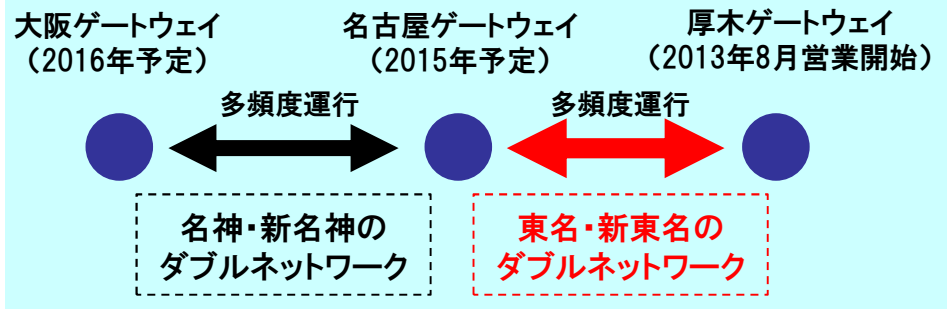 大阪ゲートウェイ
（2016年予定）
名古屋ゲートウェイ
（2015年予定）
厚木ゲートウェイ
（2013年8月営業開始）
多頻度運行
多頻度運行
名神・新名神の
ダブルネットワーク
東名・新東名の
ダブルネットワーク